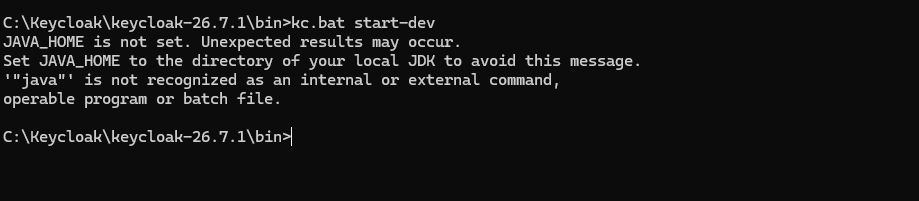 C:\Keycloak\keycloak-26.7.1\bin>kc.bat start-dev
JAVA_HOME is not set. Unexpected results may occur.
Set JAVA_HOME to the directory of your local JDK to avoid this message.
'"java"' is not recognized as an internal or external command,
operable program or batch file.
C:\Keycloak\keycloak-26.7.1\bin>